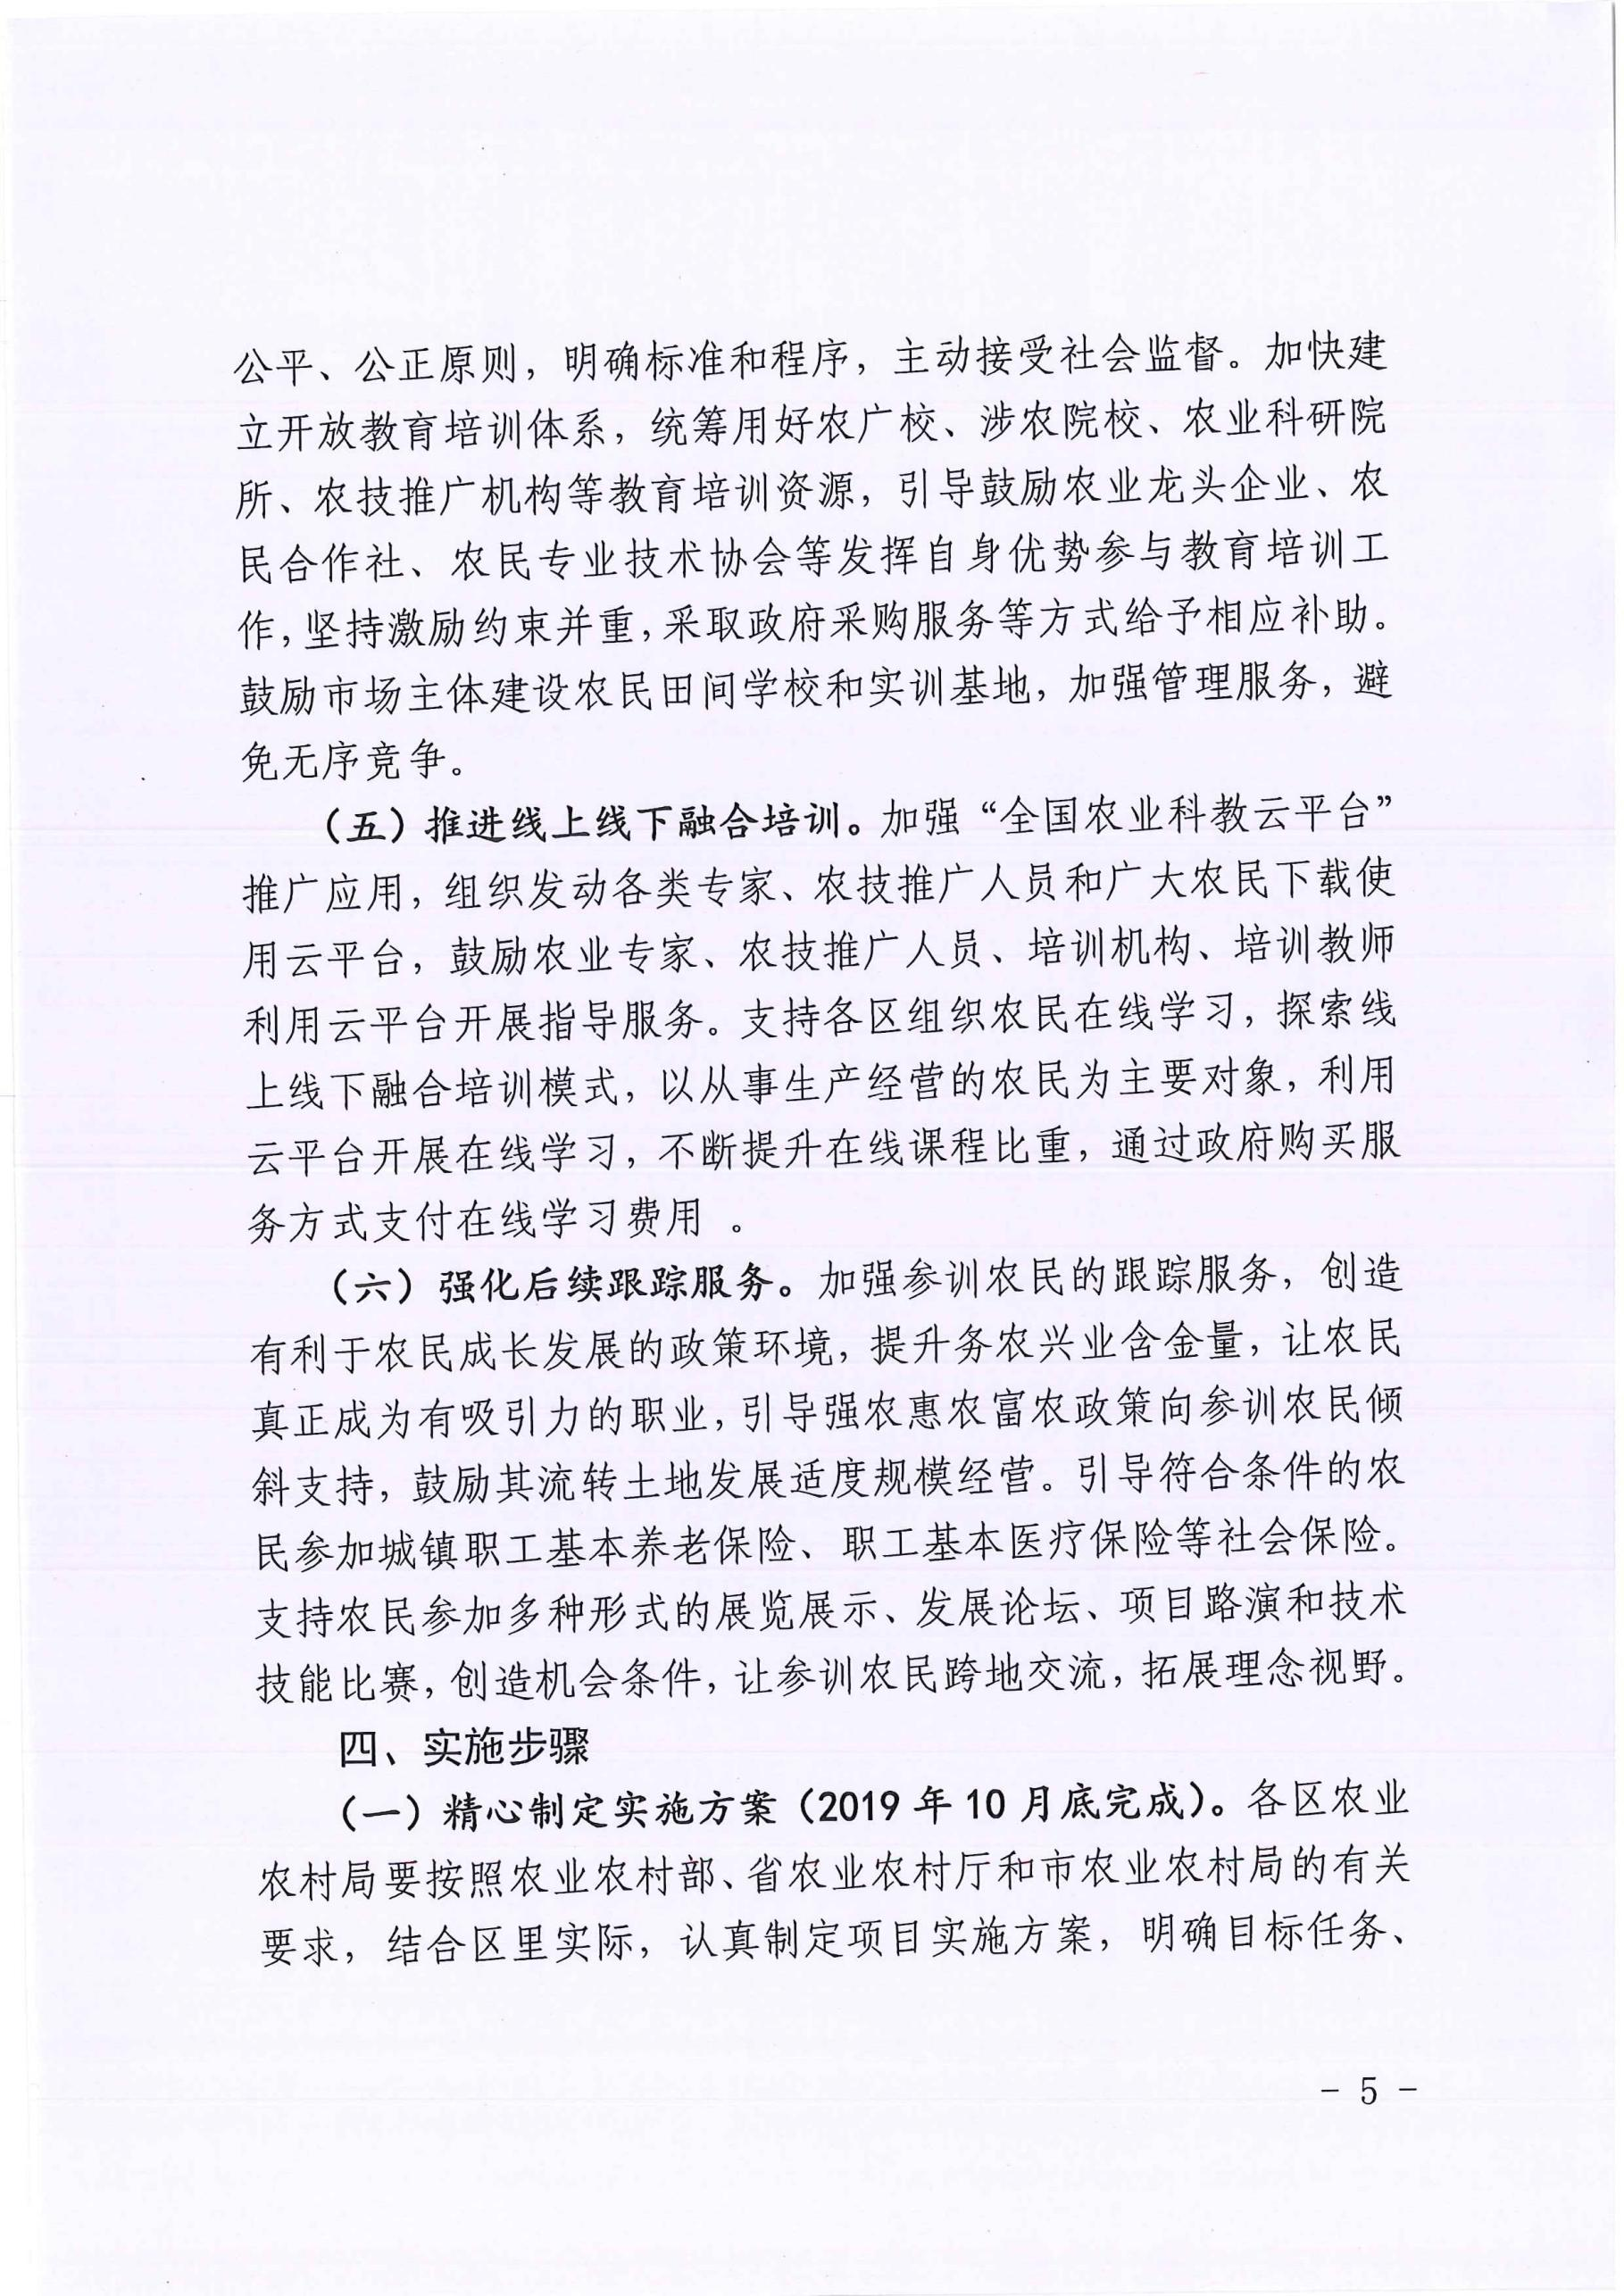 公平、公正原则，明确标准和程序，主动接受社会监督。加快建
立开放教育培训体系，统筹用好农广校、涉农院校、农业科研院
所、农技推广机构等教育培训资源，引导鼓励农业龙头企业、农
民合作社、农民专业技术协会等发挥自身优势参与教育培训工
作，坚持激励约束并重，采取政府采购服务等方式给予相应补助。
鼓励市场主体建设农民田间学校和实训基地，加强管理服务，避
免无序竞争。
（五）推进线上线下融合培训。加强“全国农业科教云平台”
推广应用，组织发动各类专家、农技推广人员和广大农民下载使
用云平台，鼓励农业专家、农技推广人员、培训机构、培训教师
利用云平台开展指导服务。支持各区组织农民在线学习，探索线
上线下融合培训模式，以从事生产经营的农民为主要对象，利用
云平台开展在线学习，不断提升在线课程比重，通过政府购买服
务方式支付在线学习费用 。
（六）强化后续跟踪服务。加强参训农民的跟踪服务，创造
有利于农民成长发展的政策环境，提升务农兴业含金量，让农民
真正成为有吸引力的职业，引导强农惠农富农政策向参训农民倾
斜支持，鼓励其流转土地发展适度规模经营。引导符合条件的农
民参加城镇职工基本养老保险、职工基本医疗保险等社会保险。
支持农民参加多种形式的展览展示、发展论坛、项目路演和技术
技能比赛，创造机会条件，让参训农民跨地交流，拓展理念视野。
四、实施步骤
（一）精心制定实施方案（2019 年 10 月底完成）。各区农业
农村局要按照农业农村部、省农业农村厅和市农业农村局的有关
要求，结合区里实际，认真制定项目实施方案，明确目标任务、
- 5 -